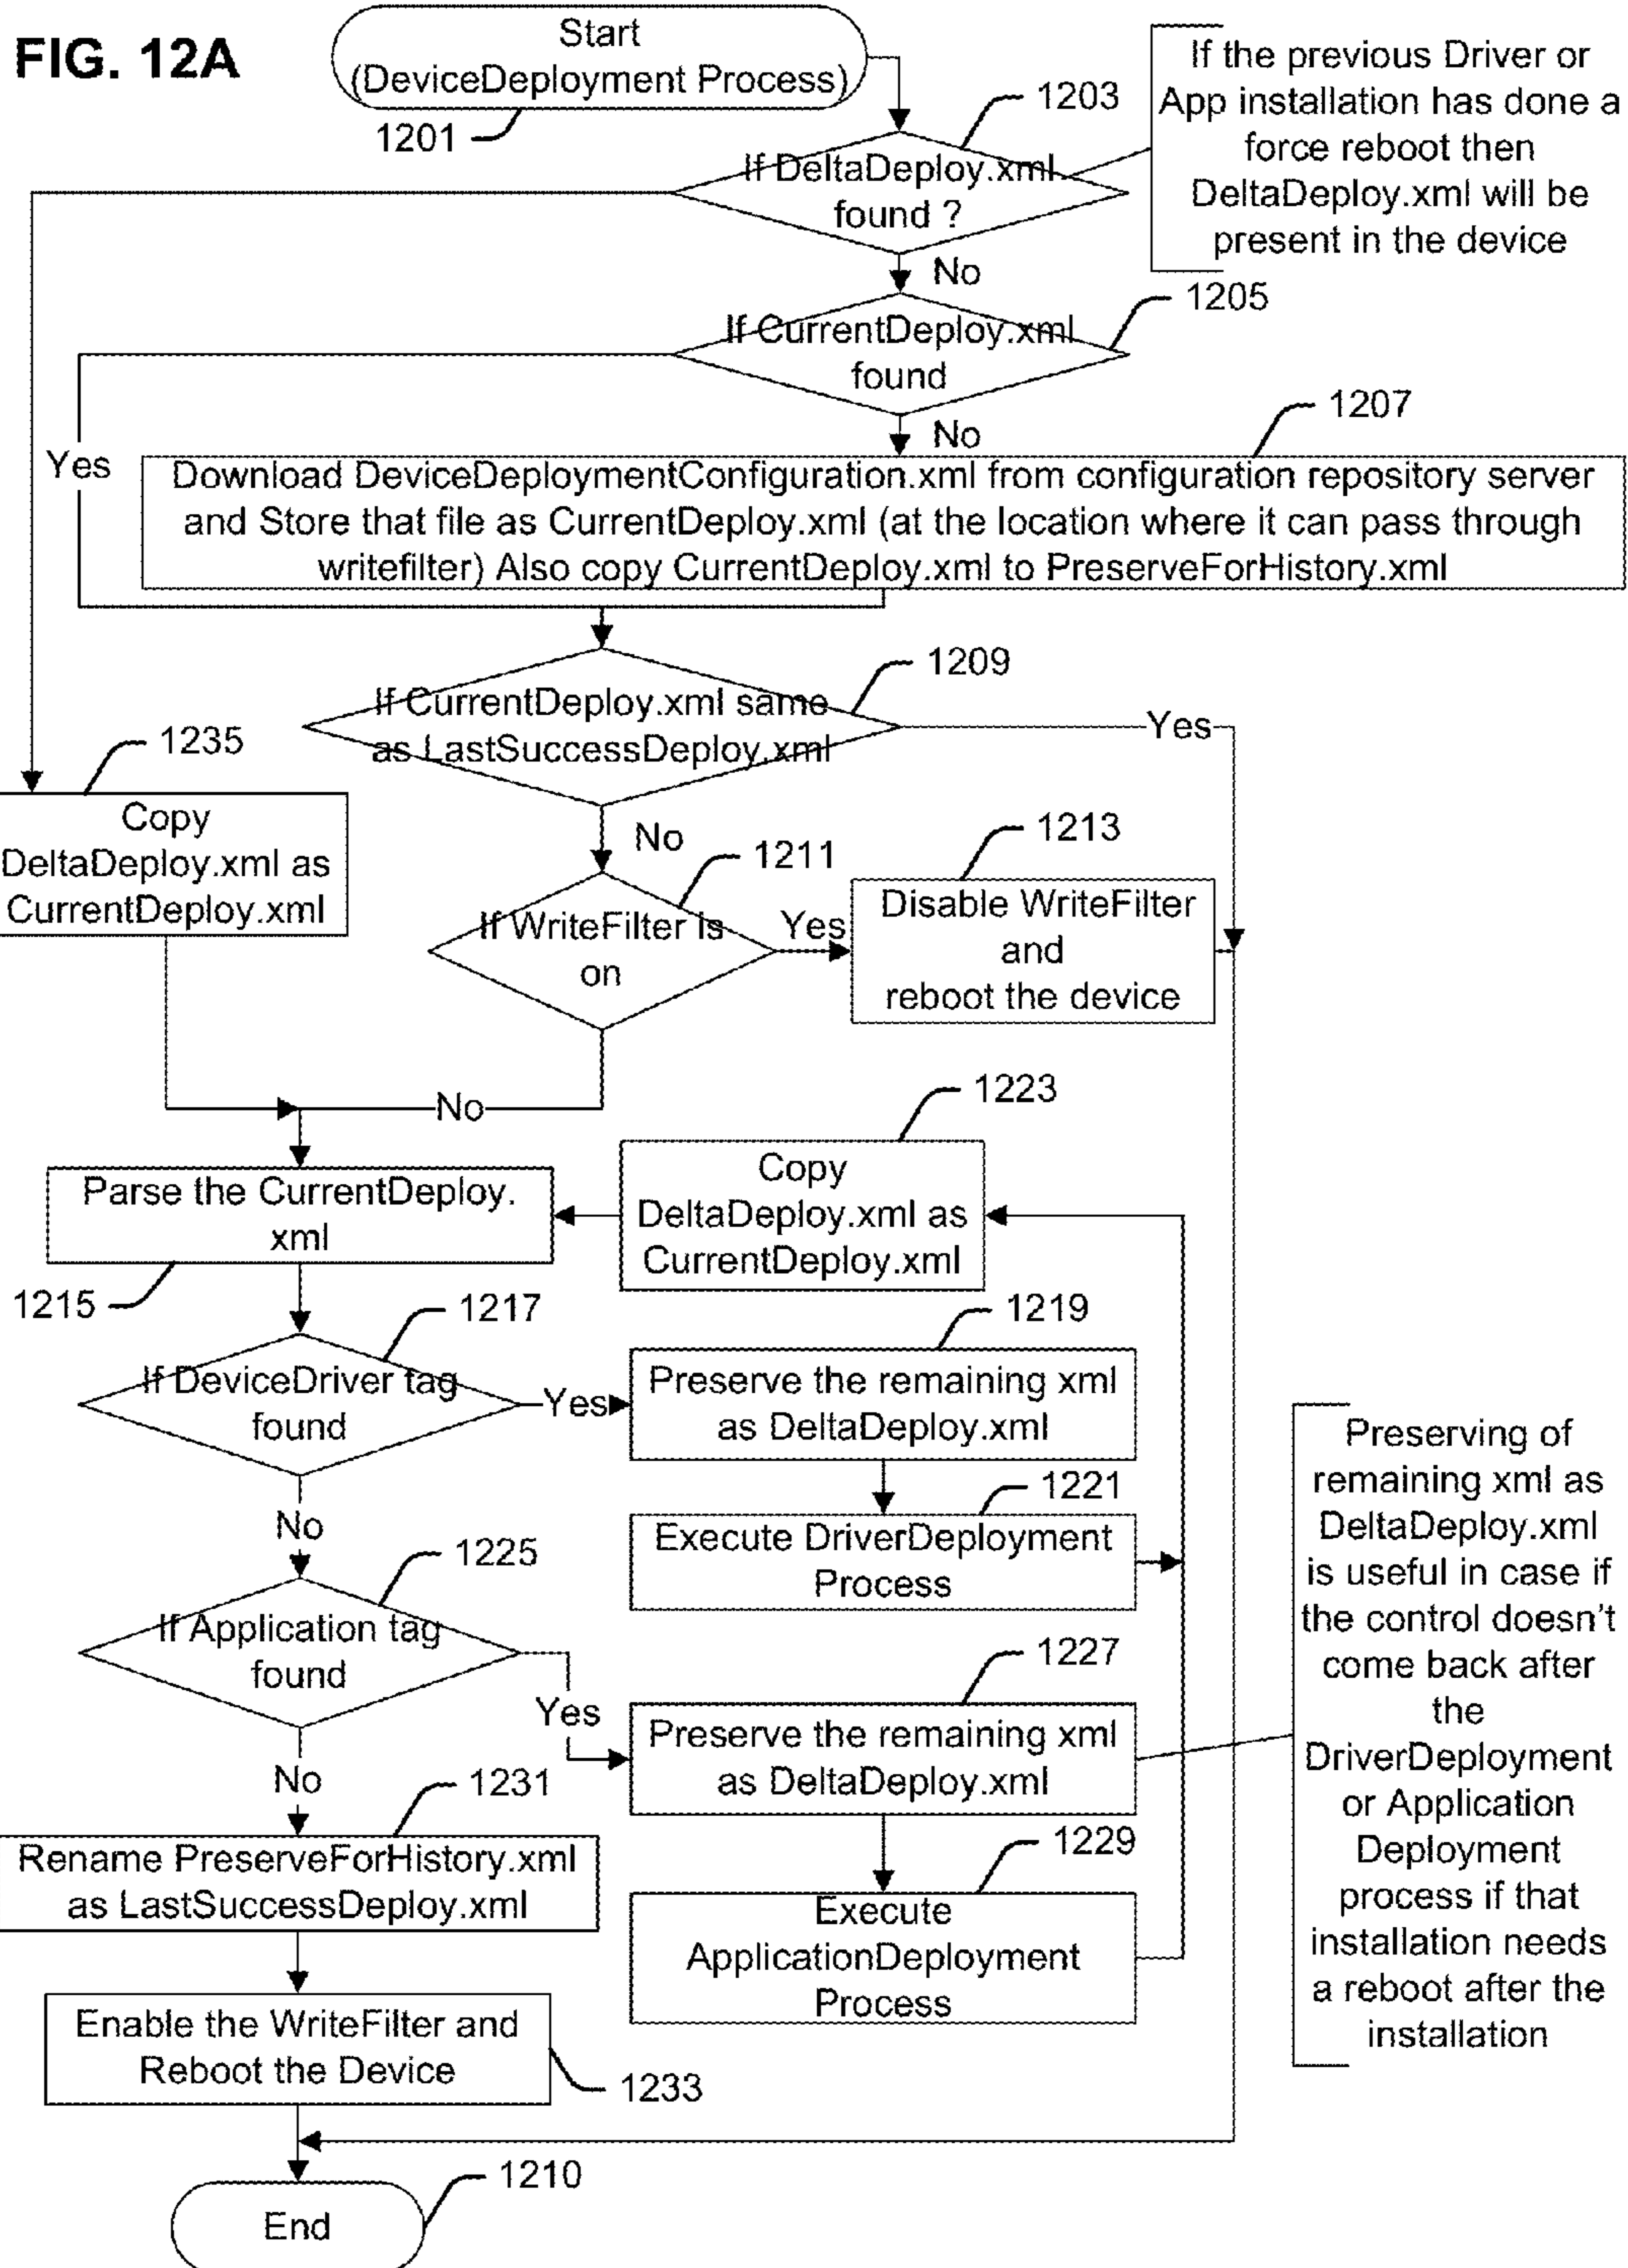 FIG. 12A
Start
(DeviceDeployment Process)
1201
1203
If DeltaDeploy.xml
found ?
If the previous Driver or
App installation has done a
force reboot then
DeltaDeploy.xml will be
present in the device
No
1205
If CurrentDeploy.xml
found
No
1207
Yes
Download DeviceDeploymentConfiguration.xml from configuration repository server
and Store that file as CurrentDeploy.xml (at the location where it can pass through
writefilter) Also copy CurrentDeploy.xml to PreserveForHistory.xml
1209
If CurrentDeploy.xml same
as LastSuccessDeploy.xml
Yes
1235
Copy
DeltaDeploy.xml as
CurrentDeploy.xml
No
1211
If WriteFilter is
on
Yes
1213
Disable WriteFilter
and
reboot the device
No
1223
Copy
DeltaDeploy.xml as
CurrentDeploy.xml
Parse the CurrentDeploy.
xml
1215
1217
If DeviceDriver tag
found
Yes
1219
Preserve the remaining xml
as DeltaDeploy.xml
1221
Execute DriverDeployment
Process
No
1225
If Application tag
found
Yes
1227
Preserve the remaining xml
as DeltaDeploy.xml
Preserving of
remaining xml as
DeltaDeploy.xml
is useful in case if
the control doesn't
come back after
the
DriverDeployment
or Application
Deployment
process if that
installation needs
a reboot after the
installation
1229
Execute
ApplicationDeployment
Process
No
1231
Rename PreserveForHistory.xml
as LastSuccessDeploy.xml
Enable the WriteFilter and
Reboot the Device
1233
1210
End